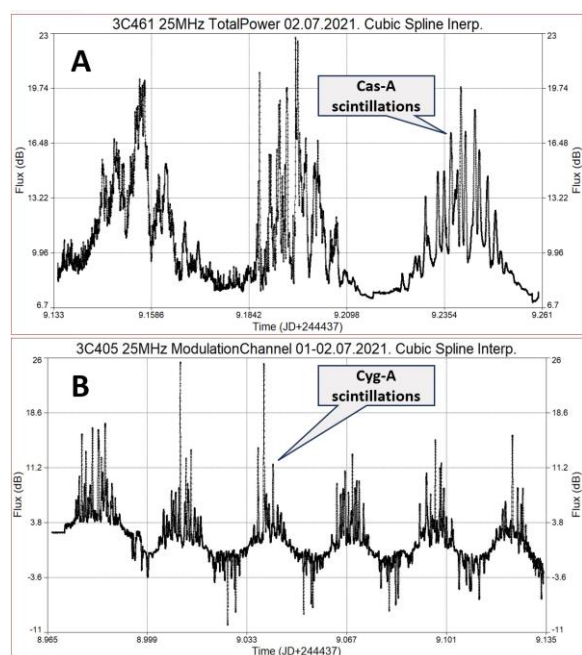 3C461 25MHz TotalPower 02.07.2021. Cubic Spline Inerp.
A
Cas-A
scintillations
Flux (dB)
Flux (dB)
23
19.74
16.48
13.22
9.96
6.7
23
19.74
16.48
13.22
9.96
6.7
9.133 9.1586 9.1842 9.2098 9.2354 9.261
Time (JD+244437)
3C405 25MHz ModulationChannel 01-02.07.2021. Cubic Spline Interp.
B
Cyg-A
scintillations
Flux (dB)
Flux (dB)
26
18.6
11.2
3.8
-3.6
-11
26
18.6
11.2
3.8
-3.6
-11
8.965 8.999 9.033 9.067 9.101 9.135
Time (JD+244437)